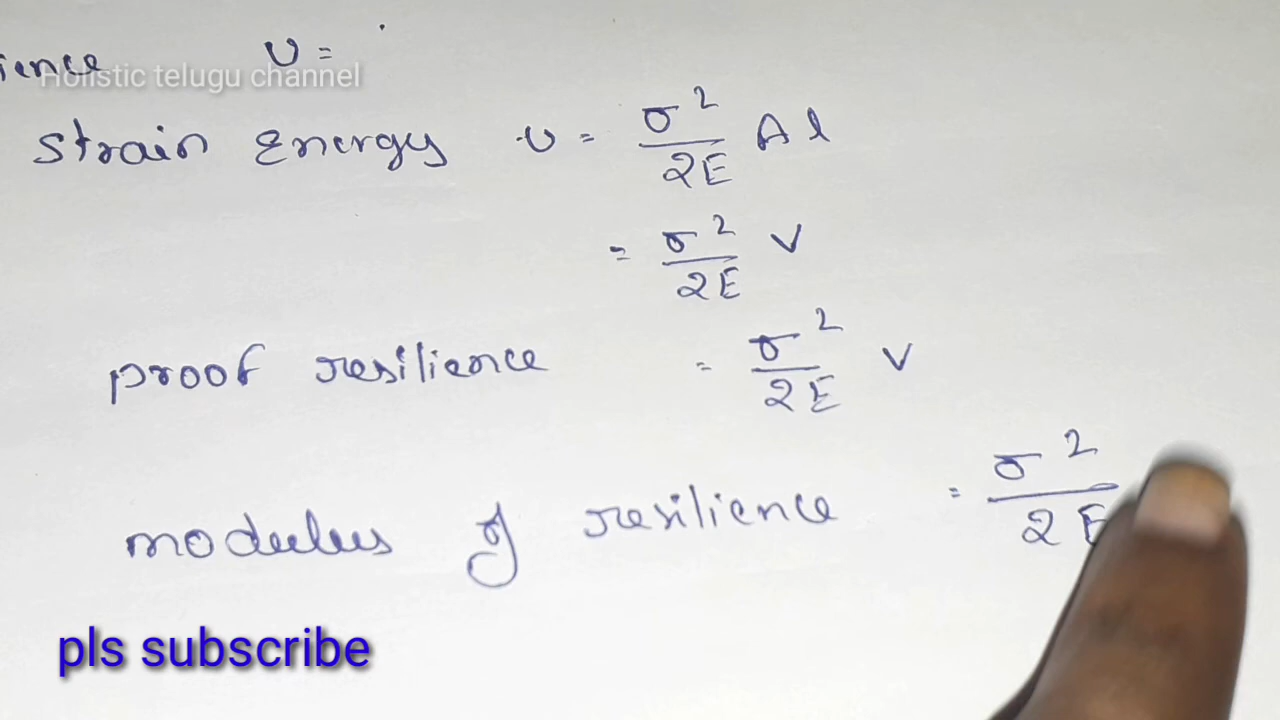 ience U =
Holistic telugu channel
strain energy U = σ²/2E Al
= σ²/2E V
proof resilience = σ²/2E V
modulus of resilience = σ²/2E
pls subscribe